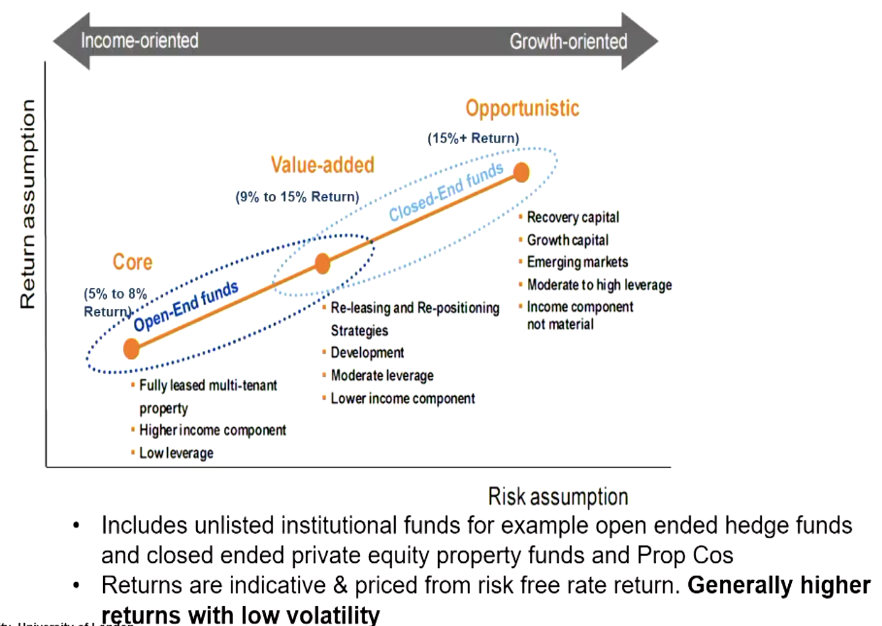 Income-oriented
Growth-oriented
Return assumption
Opportunistic
(15%+ Return)
Value-added
(9% to 15% Return)
Closed-End funds
Core
(5% to 8%
Return)
Open-End funds
▪ Recovery capital
▪ Growth capital
▪ Emerging markets
▪ Moderate to high leverage
▪ Income component
not material
▪ Re-leasing and Re-positioning
Strategies
▪ Development
▪ Moderate leverage
▪ Lower income component
▪ Fully leased multi-tenant
property
▪ Higher income component
▪ Low leverage
Risk assumption
• Includes unlisted institutional funds for example open ended hedge funds
and closed ended private equity property funds and Prop Cos
• Returns are indicative & priced from risk free rate return. Generally higher
returns with low volatility
University of